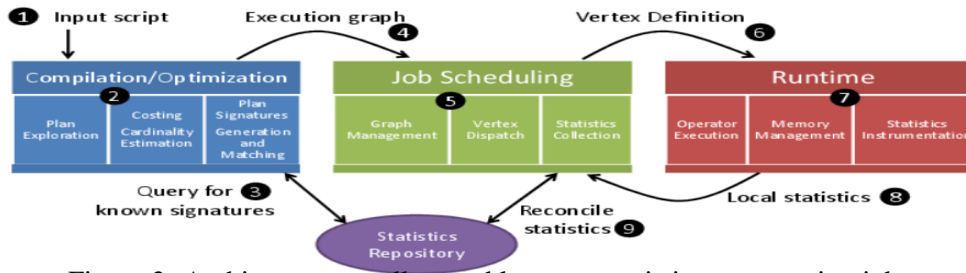 1 Input script
Execution graph
4
Vertex Definition
6
Compilation/Optimization
2
Plan Exploration
Costing
Cardinality Estimation
Plan Signatures
Generation and Matching
Job Scheduling
5
Graph Management
Vertex Dispatch
Statistics Collection
Runtime
7
Operator Execution
Memory Management
Statistics Instrumentation
Query for 3
known signatures
Statistics
Repository
Reconcile
statistics 9
Local statistics 8